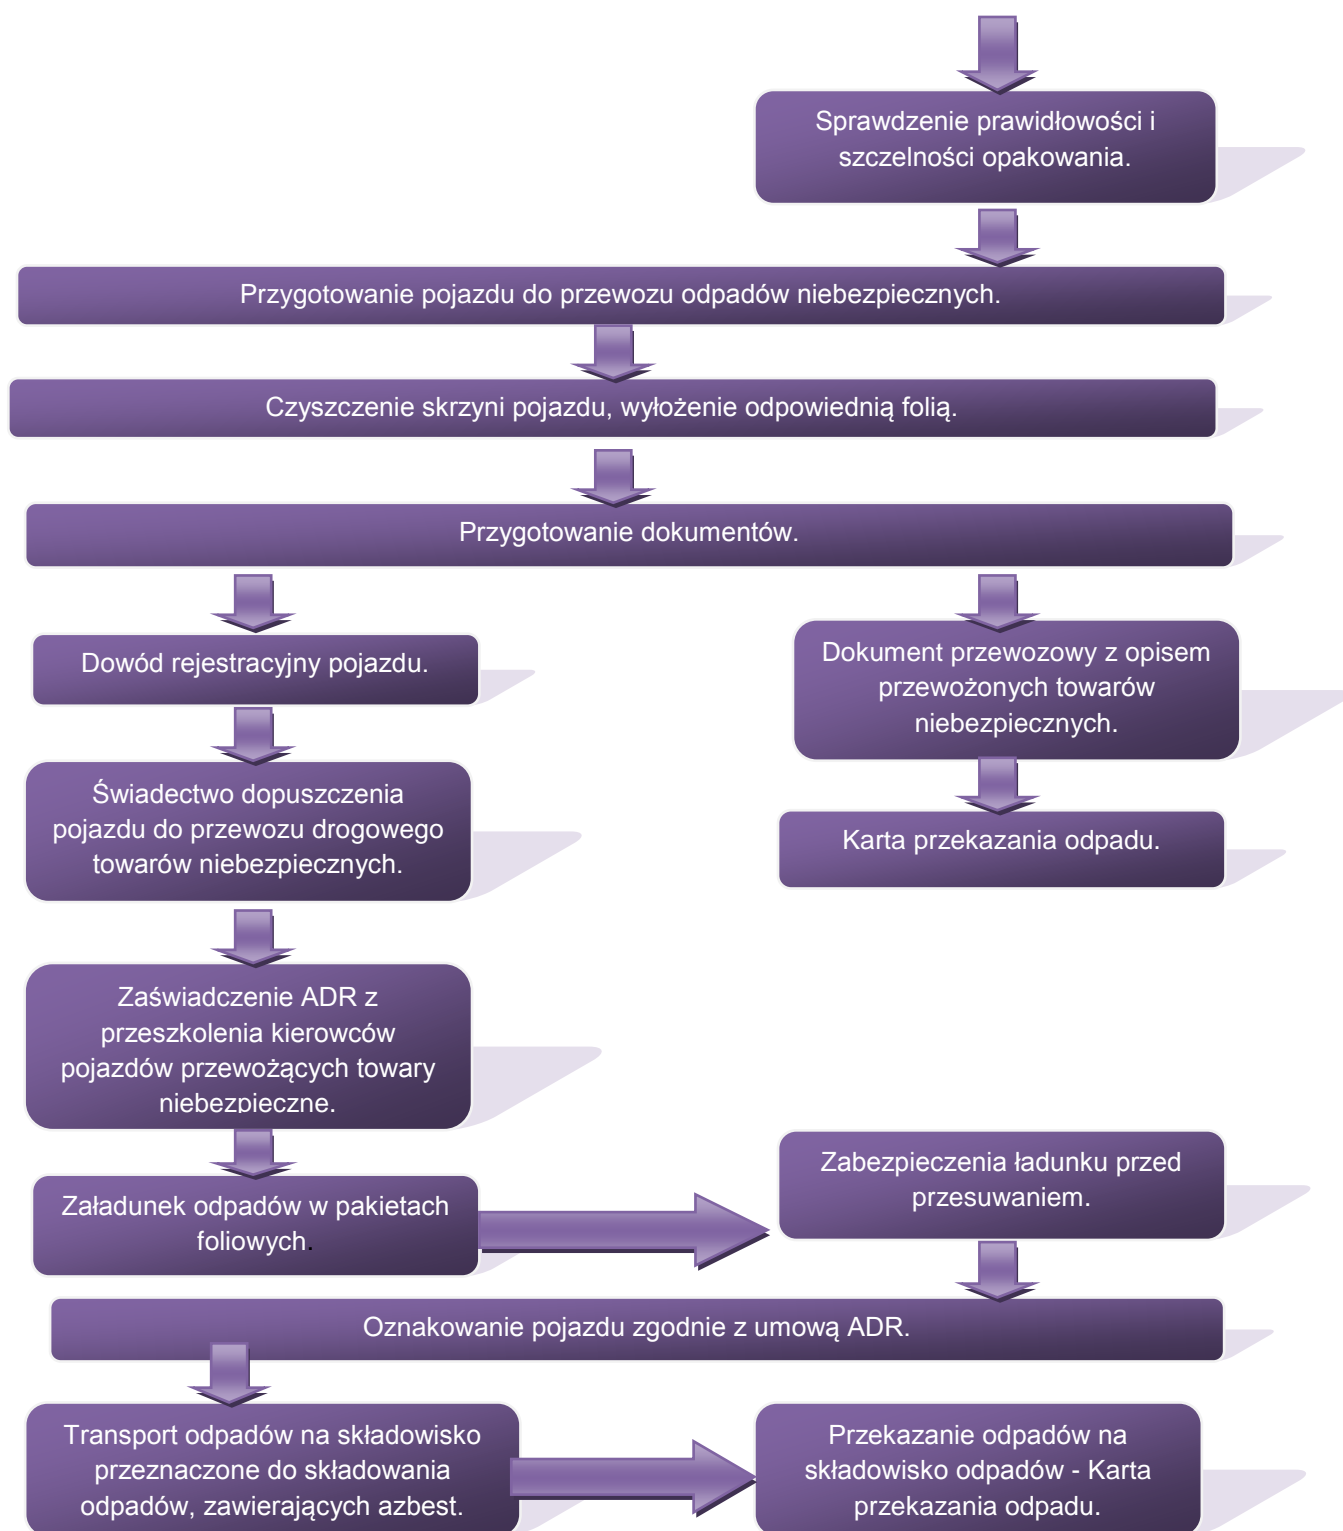 Sprawdzenie prawidłowości i
szczelności opakowania.
Przygotowanie pojazdu do przewozu odpadów niebezpiecznych.
Czyszczenie skrzyni pojazdu, wyłożenie odpowiednią folią.
Przygotowanie dokumentów.
Dowód rejestracyjny pojazdu.
Dokument przewozowy z opisem
przewożonych towarów
niebezpiecznych.
Świadectwo dopuszczenia
pojazdu do przewozu drogowego
towarów niebezpiecznych.
Karta przekazania odpadu.
Zaświadczenie ADR z
przeszkolenia kierowców
pojazdów przewożących towary
niebezpieczne.
Załadunek odpadów w pakietach
foliowych.
Zabezpieczenia ładunku przed
przesuwaniem.
Oznakowanie pojazdu zgodnie z umową ADR.
Transport odpadów na składowisko
przeznaczone do składowania
odpadów, zawierających azbest.
Przekazanie odpadów na
składowisko odpadów - Karta
przekazania odpadu.